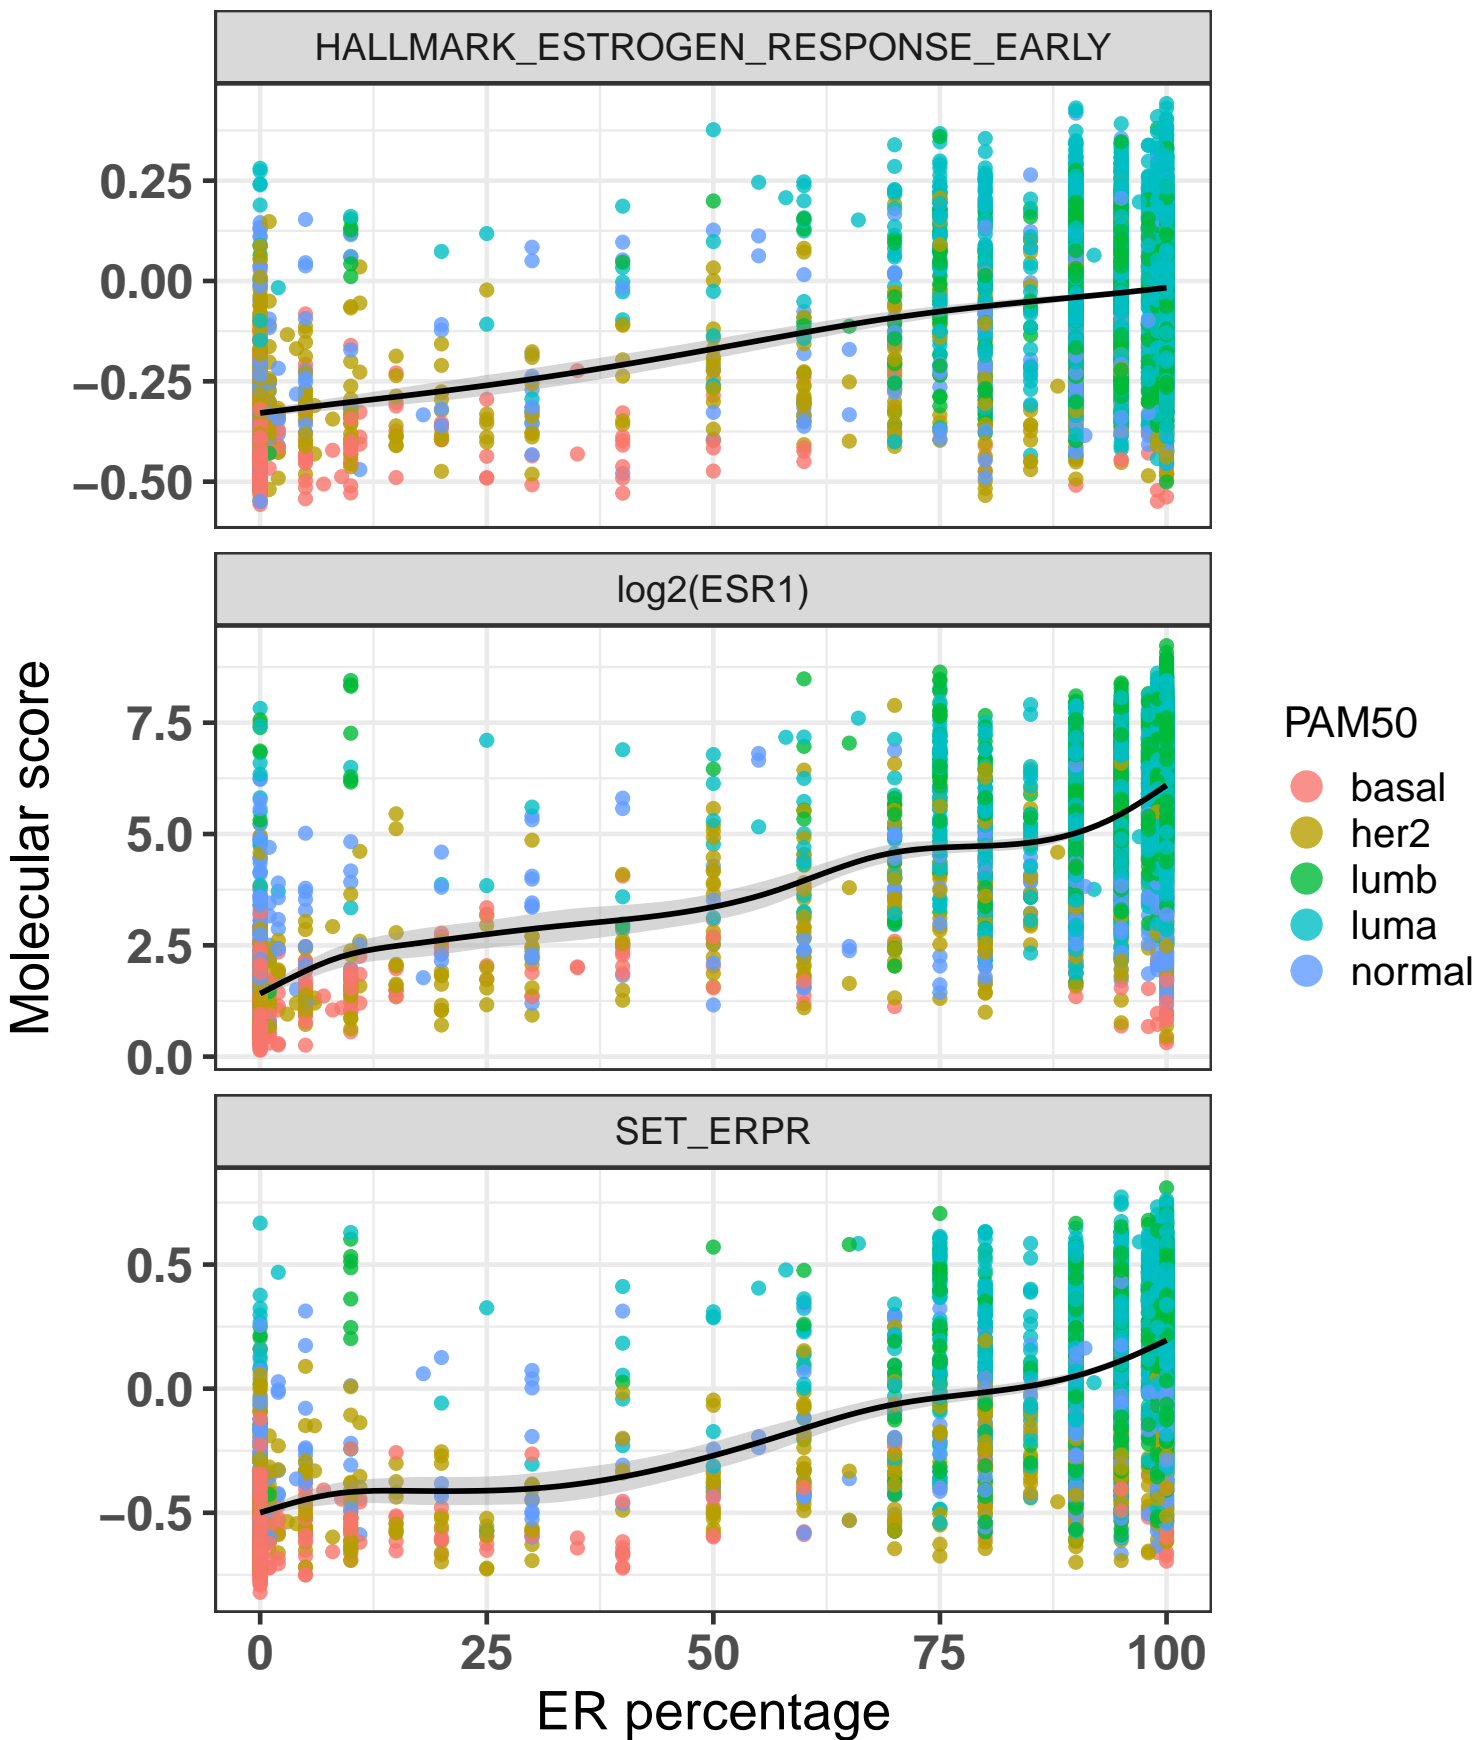 HALLMARK_ESTROGEN_RESPONSE_EARLY
0.25
0.00
−0.25
−0.50
log2(ESR1)
7.5
5.0
2.5
0.0
Molecular score
SET_ERPR
0.5
0.0
−0.5
0 25 50 75 100
ER percentage
PAM50
basal
her2
lumb
luma
normal